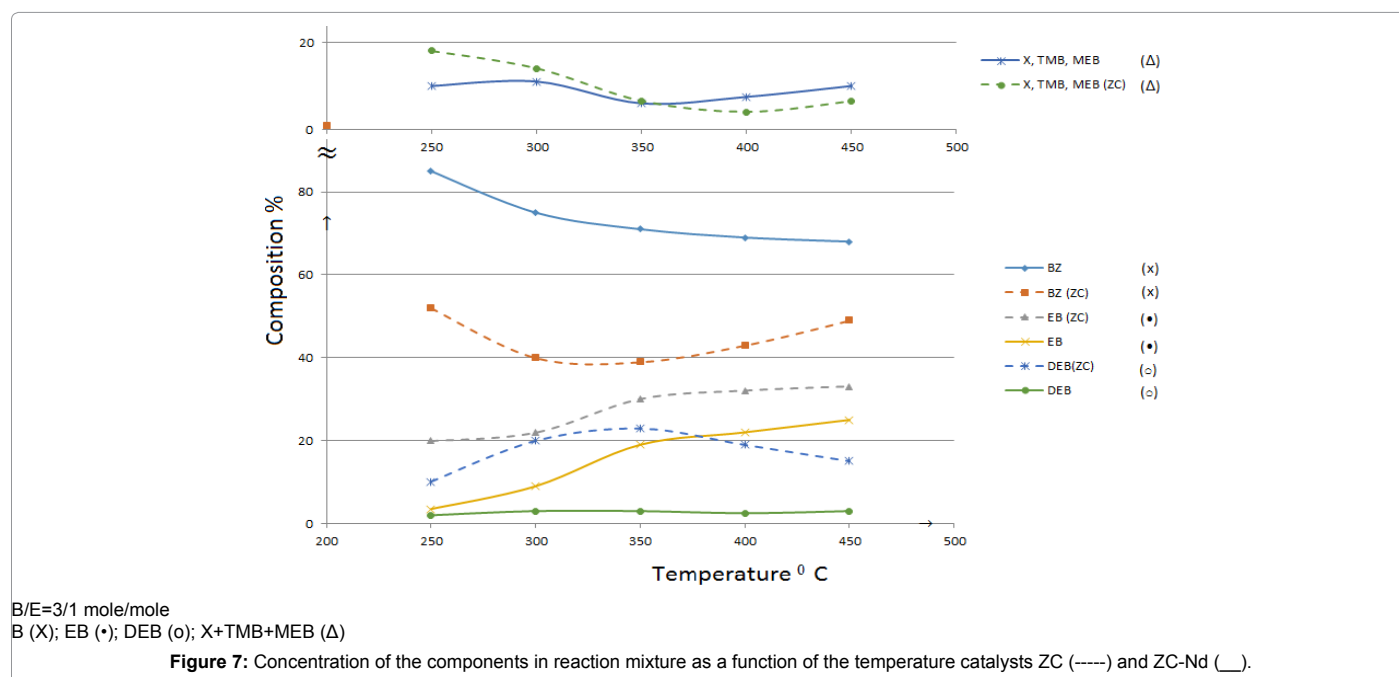 20
0
250 300 350 400 450 500
≈
X, TMB, MEB (Δ)
X, TMB, MEB (ZC) (Δ)
Composition %
80
↑
60
40
20
0
200 250 300 350 400 450 500
→
Temperature ⁰ C
BZ (x)
BZ (ZC) (x)
EB (ZC) (•)
EB (•)
DEB(ZC) (○)
DEB (○)
B/E=3/1 mole/mole
B (X); EB (•); DEB (o); X+TMB+MEB (Δ)
Figure 7: Concentration of the components in reaction mixture as a function of the temperature catalysts ZC (-----) and ZC-Nd (__).